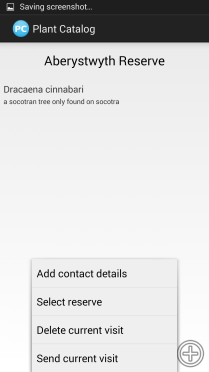 Saving screenshot...
PC Plant Catalog
Aberystwyth Reserve
Dracaena cinnabari
a socotran tree only found on socotra
Add contact details
Select reserve
Delete current visit
Send current visit